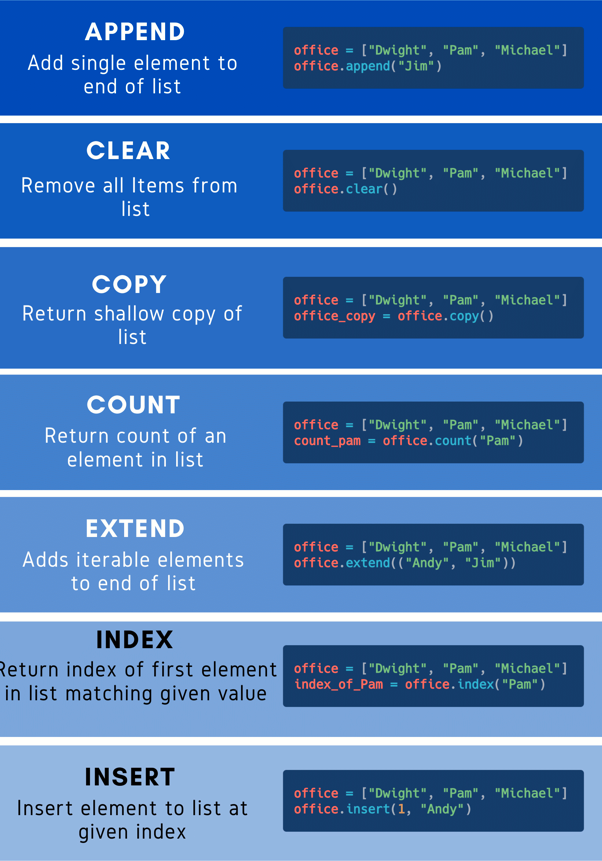 APPEND
Add single element to
end of list
office = ["Dwight", "Pam", "Michael"]
office.append("Jim")
CLEAR
Remove all Items from
list
office = ["Dwight", "Pam", "Michael"]
office.clear()
COPY
Return shallow copy of
list
office = ["Dwight", "Pam", "Michael"]
office_copy = office.copy()
COUNT
Return count of an
element in list
office = ["Dwight", "Pam", "Michael"]
count_pam = office.count("Pam")
EXTEND
Adds iterable elements
to end of list
office = ["Dwight", "Pam", "Michael"]
office.extend(("Andy", "Jim"))
INDEX
Return index of first element
in list matching given value
office = ["Dwight", "Pam", "Michael"]
index_of_Pam = office.index("Pam")
INSERT
Insert element to list at
given index
office = ["Dwight", "Pam", "Michael"]
office.insert(1, "Andy")